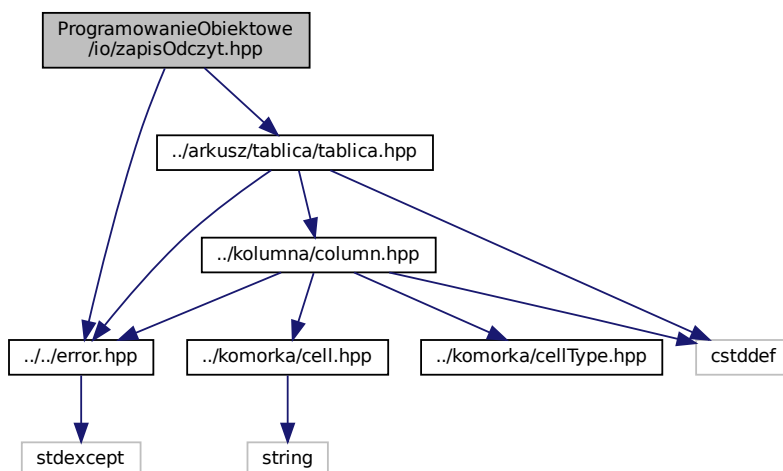 ProgramowanieObiektowe
/io/zapisOdczyt.hpp
../arkusz/tablica/tablica.hpp
../kolumna/column.hpp
../../error.hpp
../komorka/cell.hpp
../komorka/cellType.hpp
cstddef
stdexcept
string